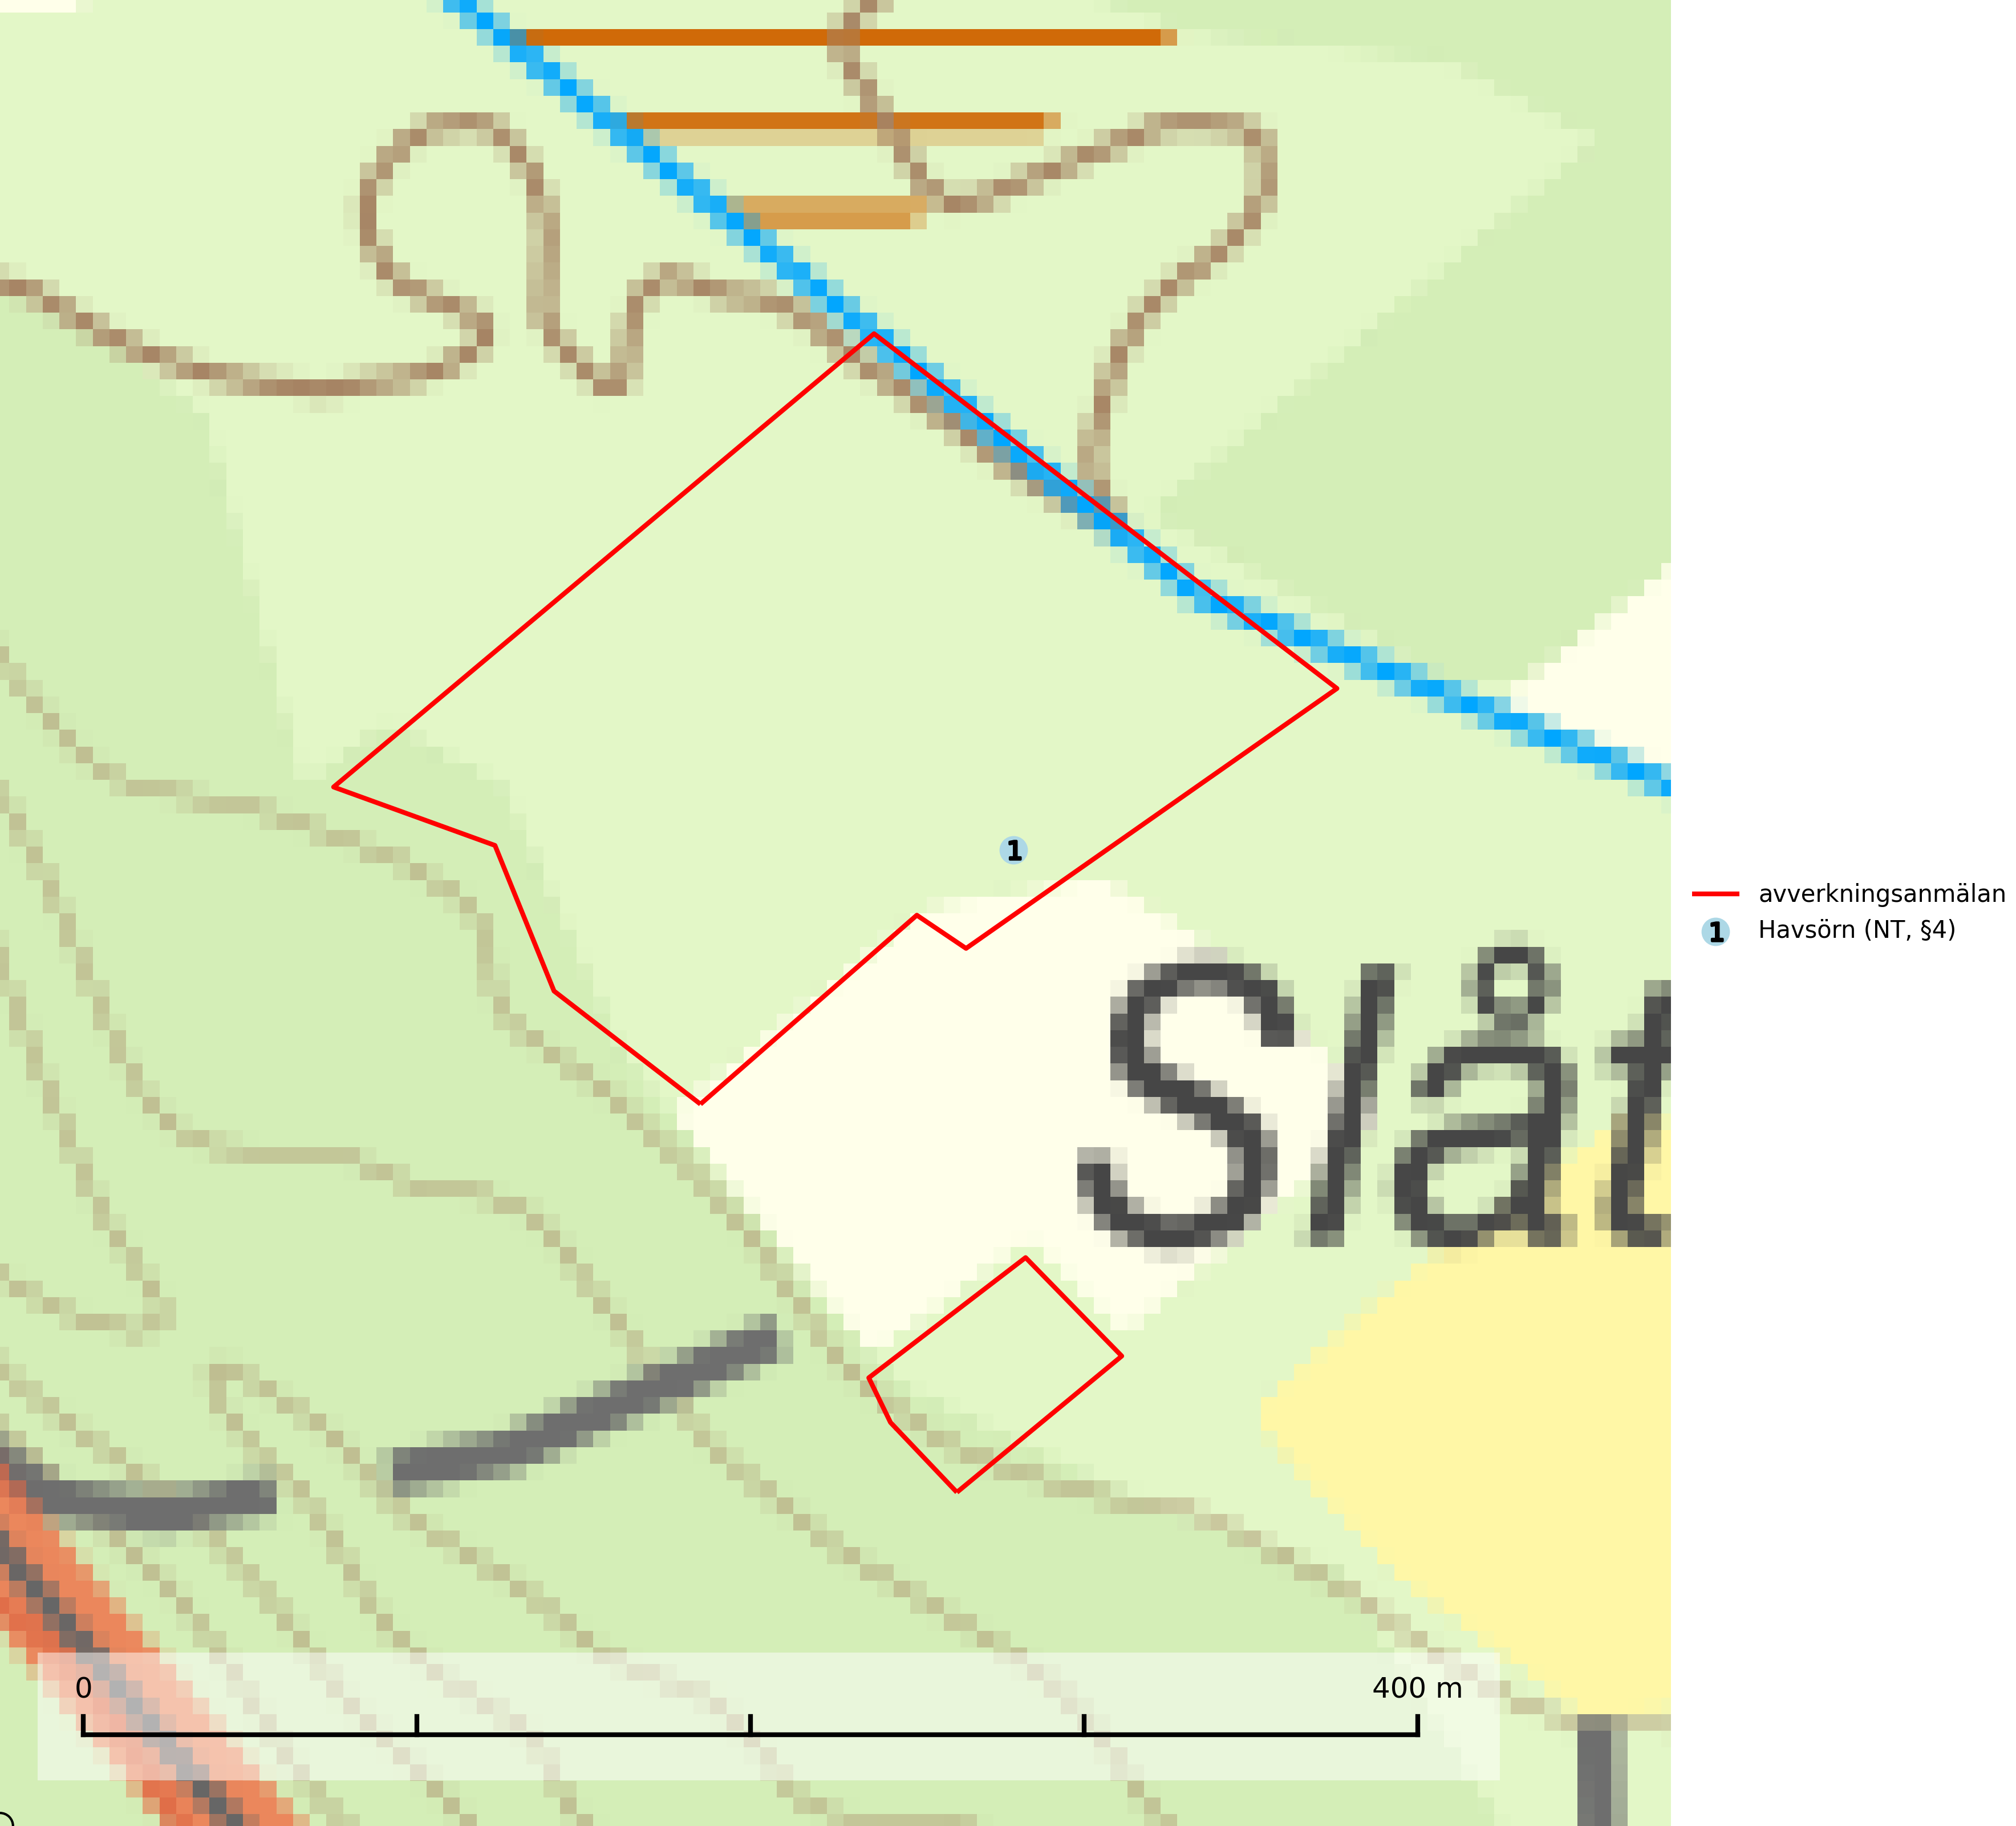 1
avverkningsanmälan
1 Havsörn (NT, §4)
Slåt
0 400 m